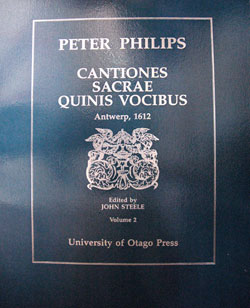 PETER PHILIPS
CANTIONES
SACRAE
QUINIS VOCIBUS
Antwerp, 1612
Edited by
JOHN STEELE
Volume 2
University of Otago Press